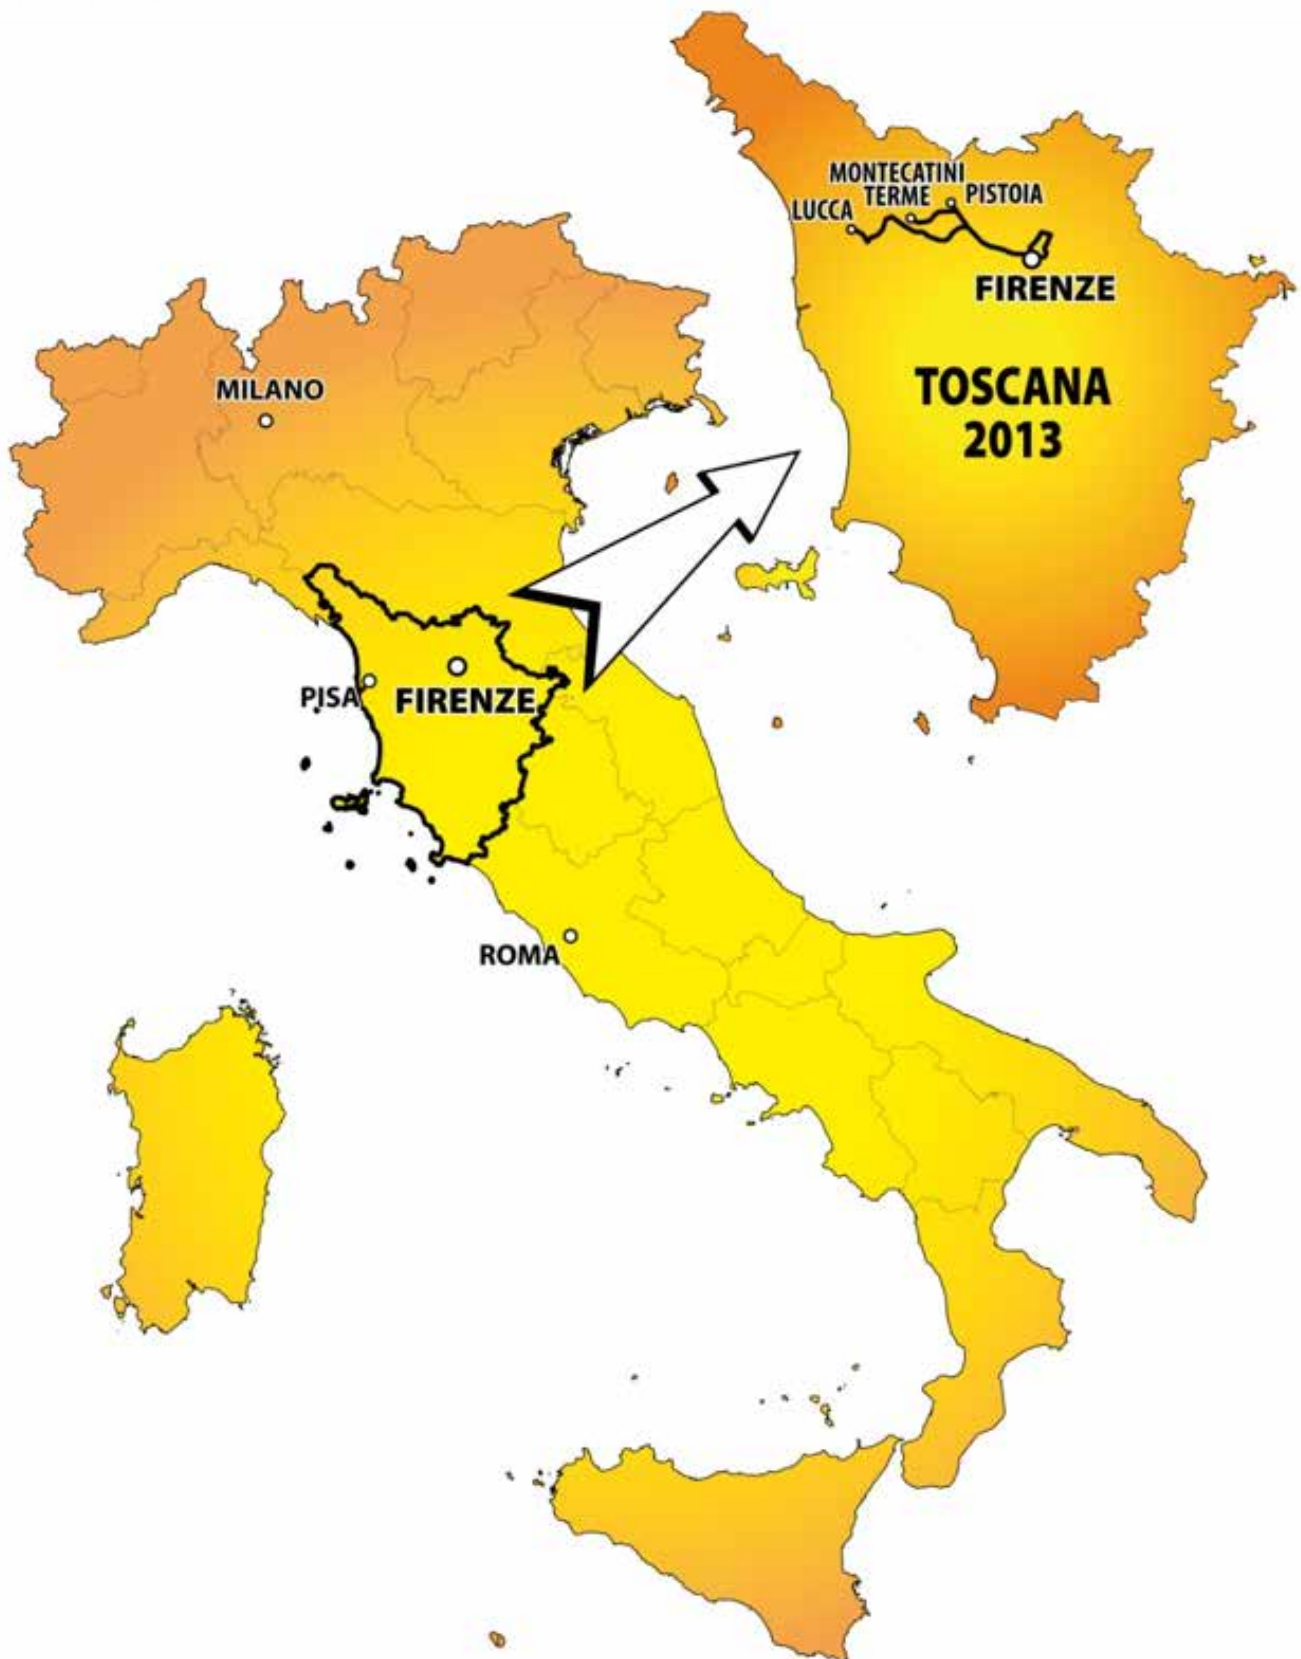 MONTECATINI
TERME
PISTOIA
LUCCA
FIRENZE
TOSCANA
2013
MILANO
PISA
FIRENZE
ROMA